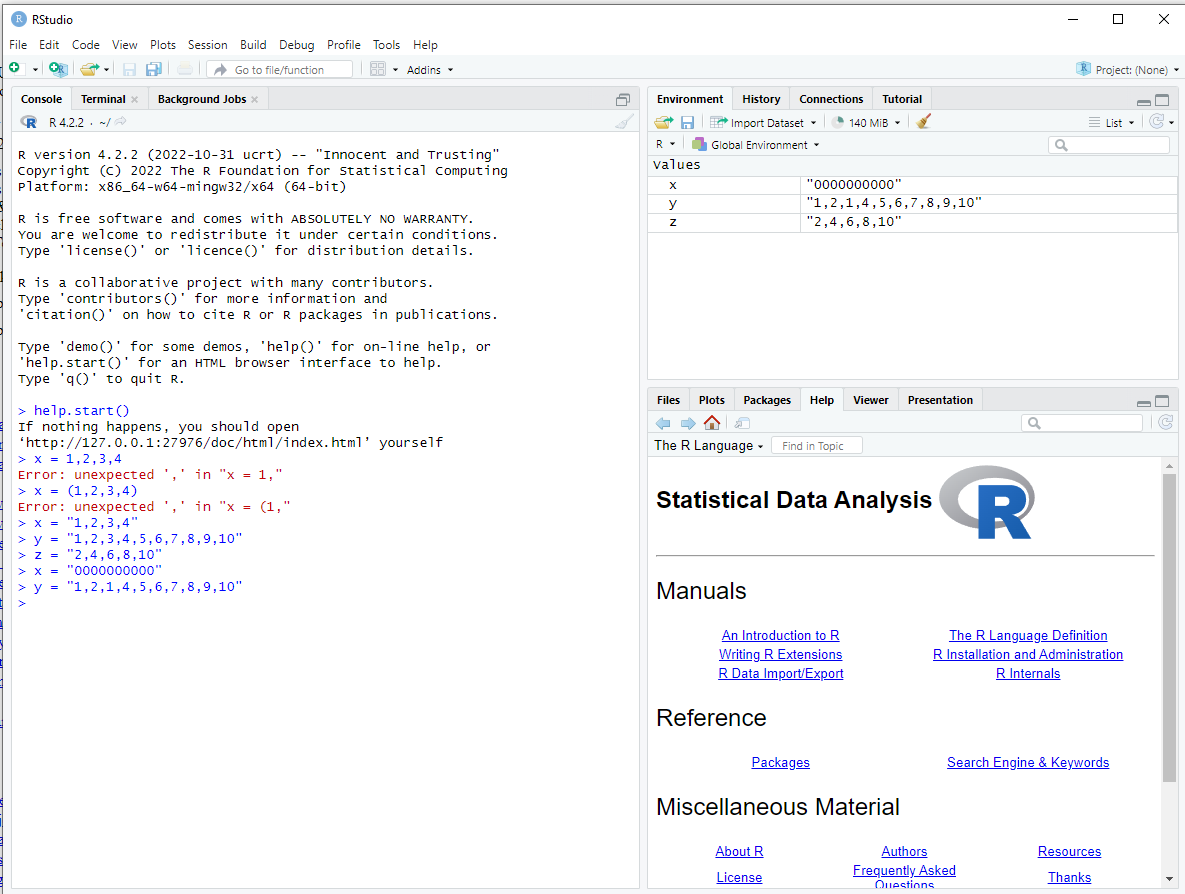 RStudio
File Edit Code View Plots Session Build Debug Profile Tools Help
Go to file/function Addins Project: (None)
Console Terminal Background Jobs
R 4.2.2 · ~/
R version 4.2.2 (2022-10-31 ucrt) -- "Innocent and Trusting"
Copyright (C) 2022 The R Foundation for Statistical Computing
Platform: x86_64-w64-mingw32/x64 (64-bit)
R is free software and comes with ABSOLUTELY NO WARRANTY.
You are welcome to redistribute it under certain conditions.
Type 'license()' or 'licence()' for distribution details.
R is a collaborative project with many contributors.
Type 'contributors()' for more information and
'citation()' on how to cite R or R packages in publications.
Type 'demo()' for some demos, 'help()' for on-line help, or
'help.start()' for an HTML browser interface to help.
Type 'q()' to quit R.
> help.start()
If nothing happens, you should open
‘http://127.0.0.1:27976/doc/html/index.html’ yourself
> x = 1,2,3,4
Error: unexpected ',' in "x = 1,"
> x = (1,2,3,4)
Error: unexpected ',' in "x = (1,"
> x = "1,2,3,4"
> y = "1,2,3,4,5,6,7,8,9,10"
> z = "2,4,6,8,10"
> x = "0000000000"
> y = "1,2,1,4,5,6,7,8,9,10"
>
Environment History Connections Tutorial
Import Dataset 140 MiB List
R Global Environment
Values
x "0000000000"
y "1,2,1,4,5,6,7,8,9,10"
z "2,4,6,8,10"
Files Plots Packages Help Viewer Presentation
The R Language Find in Topic
Statistical Data Analysis R
Manuals
An Introduction to R The R Language Definition
Writing R Extensions R Installation and Administration
R Data Import/Export R Internals
Reference
Packages Search Engine & Keywords
Miscellaneous Material
About R Authors Resources
License Frequently Asked Questions Thanks